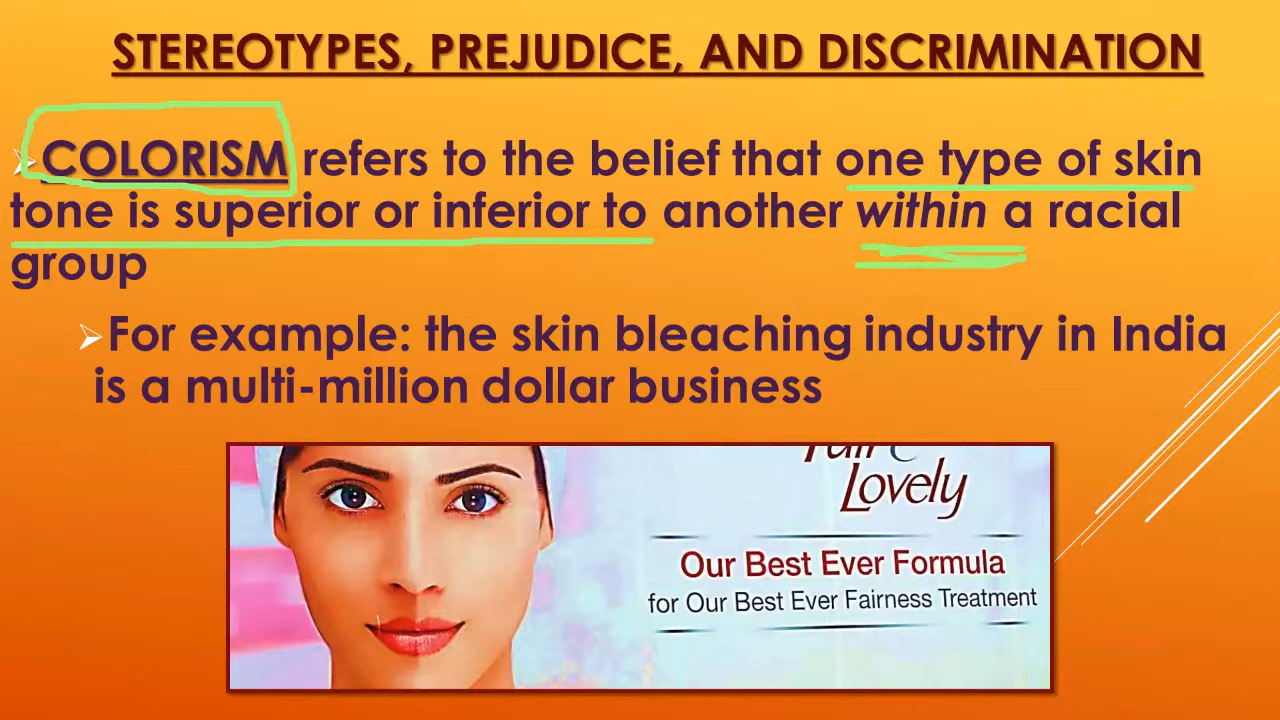 STEREOTYPES, PREJUDICE, AND DISCRIMINATION
COLORISM refers to the belief that one type of skin
tone is superior or inferior to another within a racial
group
For example: the skin bleaching industry in India
is a multi-million dollar business
Lovely
Our Best Ever Formula
for Our Best Ever Fairness Treatment